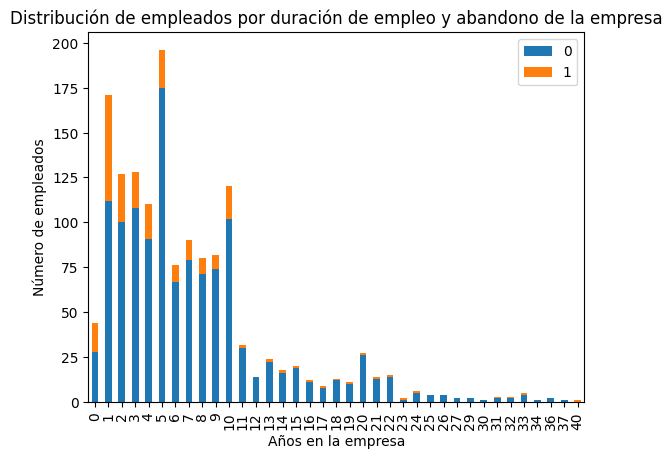 Distribución de empleados por duración de empleo y abandono de la empresa
0
1
Número de empleados
200
175
150
125
100
75
50
25
0
0 1 2 3 4 5 6 7 8 9 10 11 12 13 14 15 16 17 18 19 20 21 22 23 24 25 26 27 29 30 31 32 33 34 36 37 40
Años en la empresa